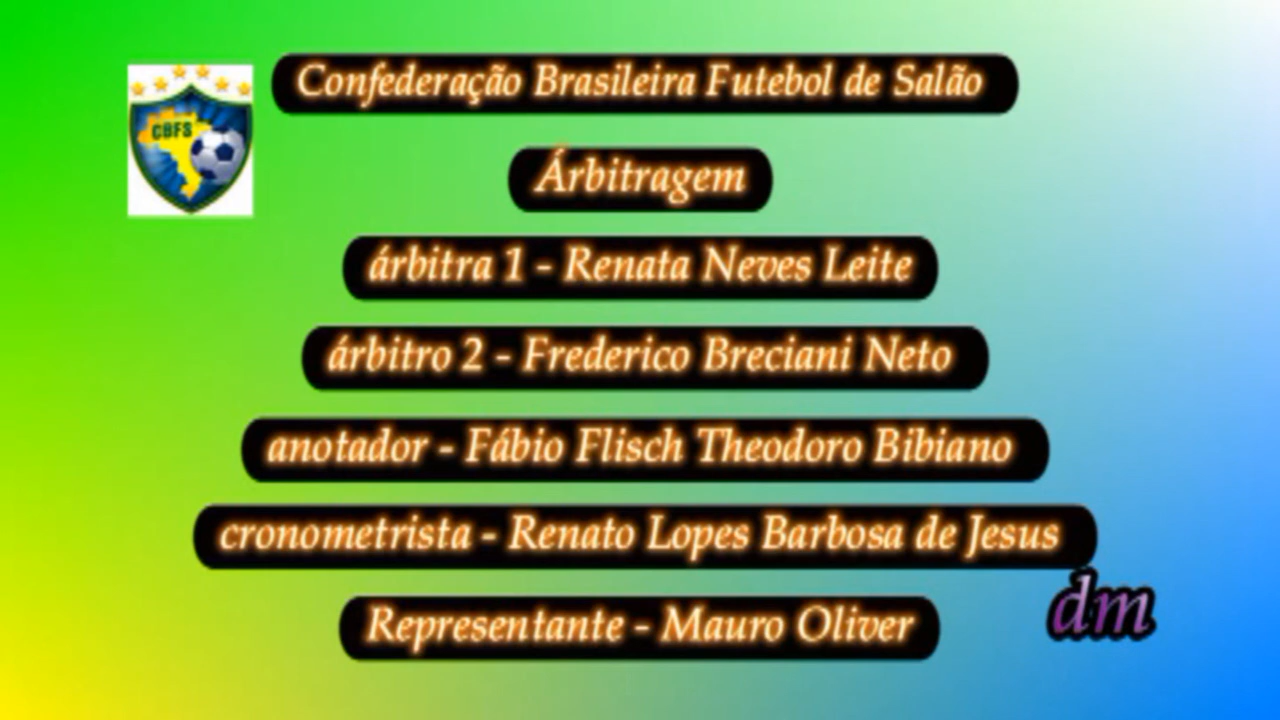 Confederação Brasileira Futebol de Salão
CBFS
Árbitragem
árbitra 1 - Renata Neves Leite
árbitro 2 - Frederico Breciani Neto
anotador - Fábio Flisch Theodoro Bibiano
cronometrista - Renato Lopes Barbosa de Jesus
Representante - Mauro Oliver
dm